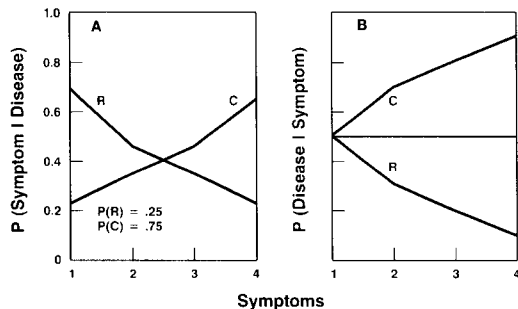 A
B
P (Symptom I Disease)
1.0
0.8
0.6
0.4
0.2
0
R
C
P(R) = .25
P(C) = .75
1
2
3
4
P (Disease I Symptom)
C
R
1
2
3
4
Symptoms